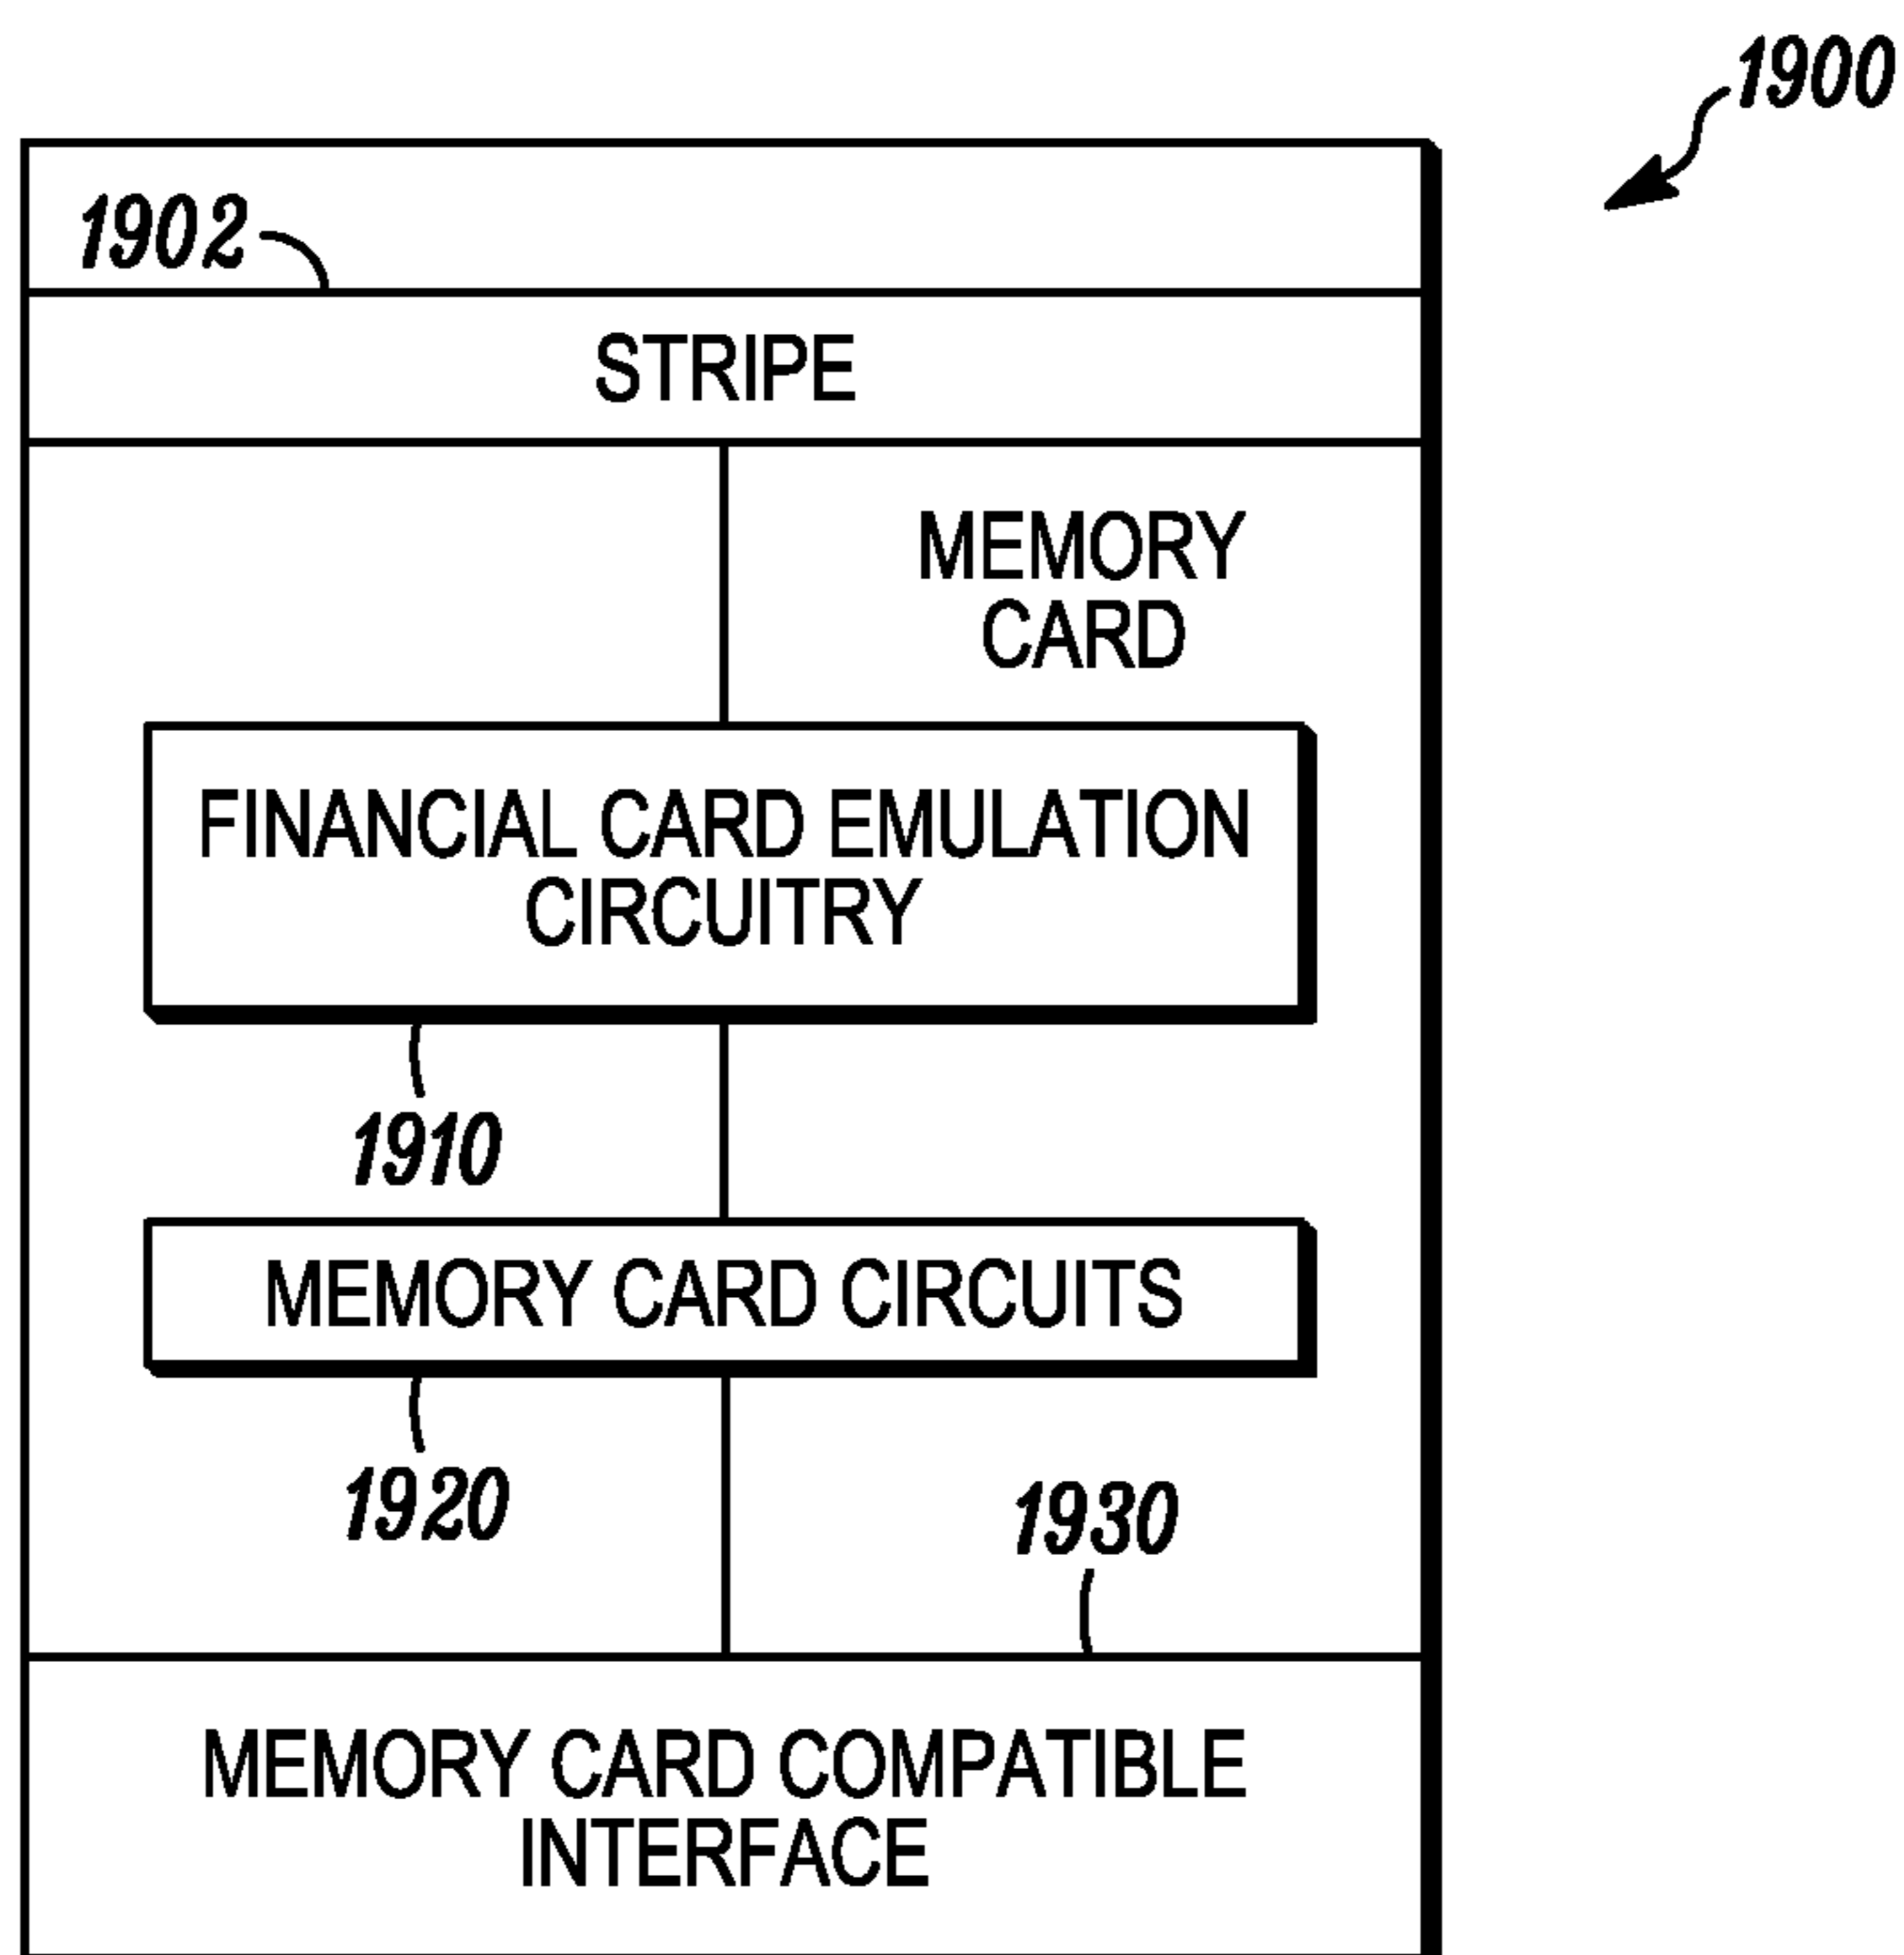 1900
1902
STRIPE
MEMORY
CARD
FINANCIAL CARD EMULATION
CIRCUITRY
1910
MEMORY CARD CIRCUITS
1920
1930
MEMORY CARD COMPATIBLE
INTERFACE